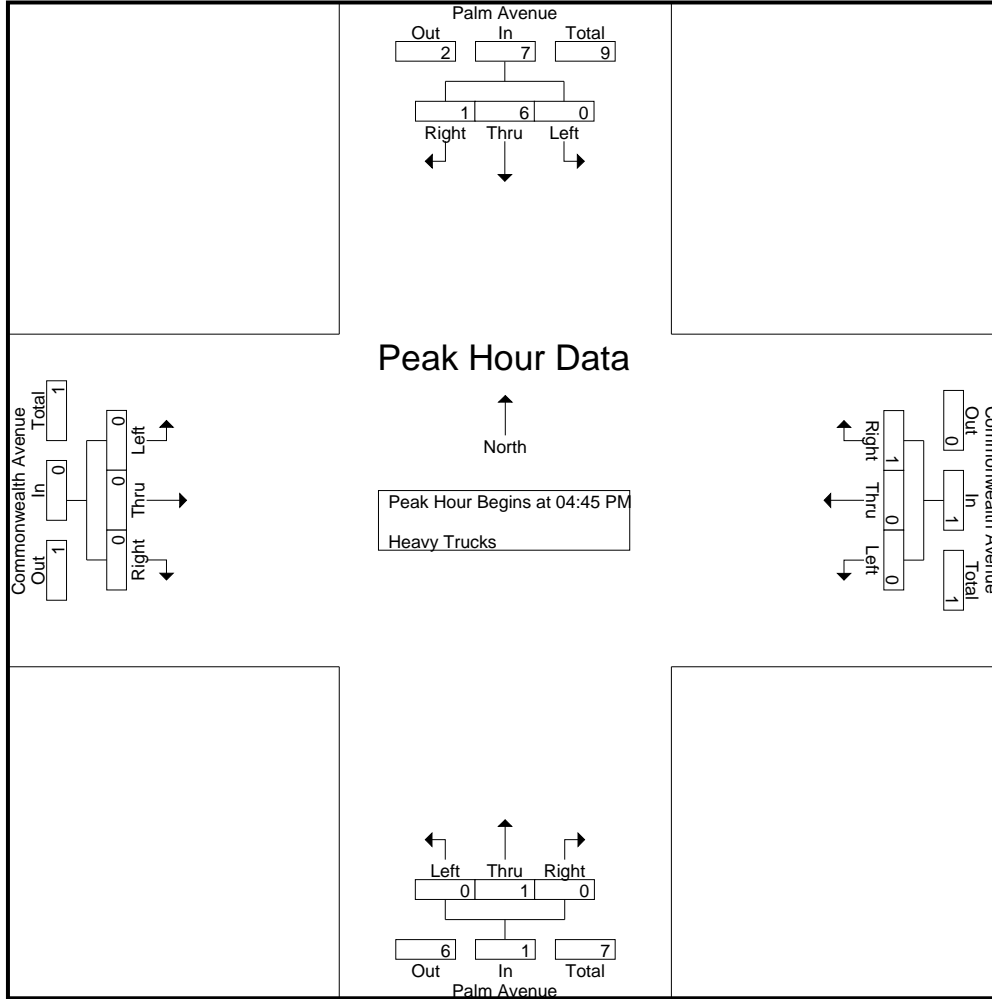 Palm Avenue
Out In Total
2 7 9
1 6 0
Right Thru Left
Peak Hour Data
North
Peak Hour Begins at 04:45 PM
Heavy Trucks
Commonwealth Avenue
Total In Out
1 0 1
0 0 0
Left Thru Right
Right Thru Left
1 0 0
0 1 1
Out In Total
Commonwealth Avenue
Left Thru Right
0 1 0
6 1 7
Out In Total
Palm Avenue